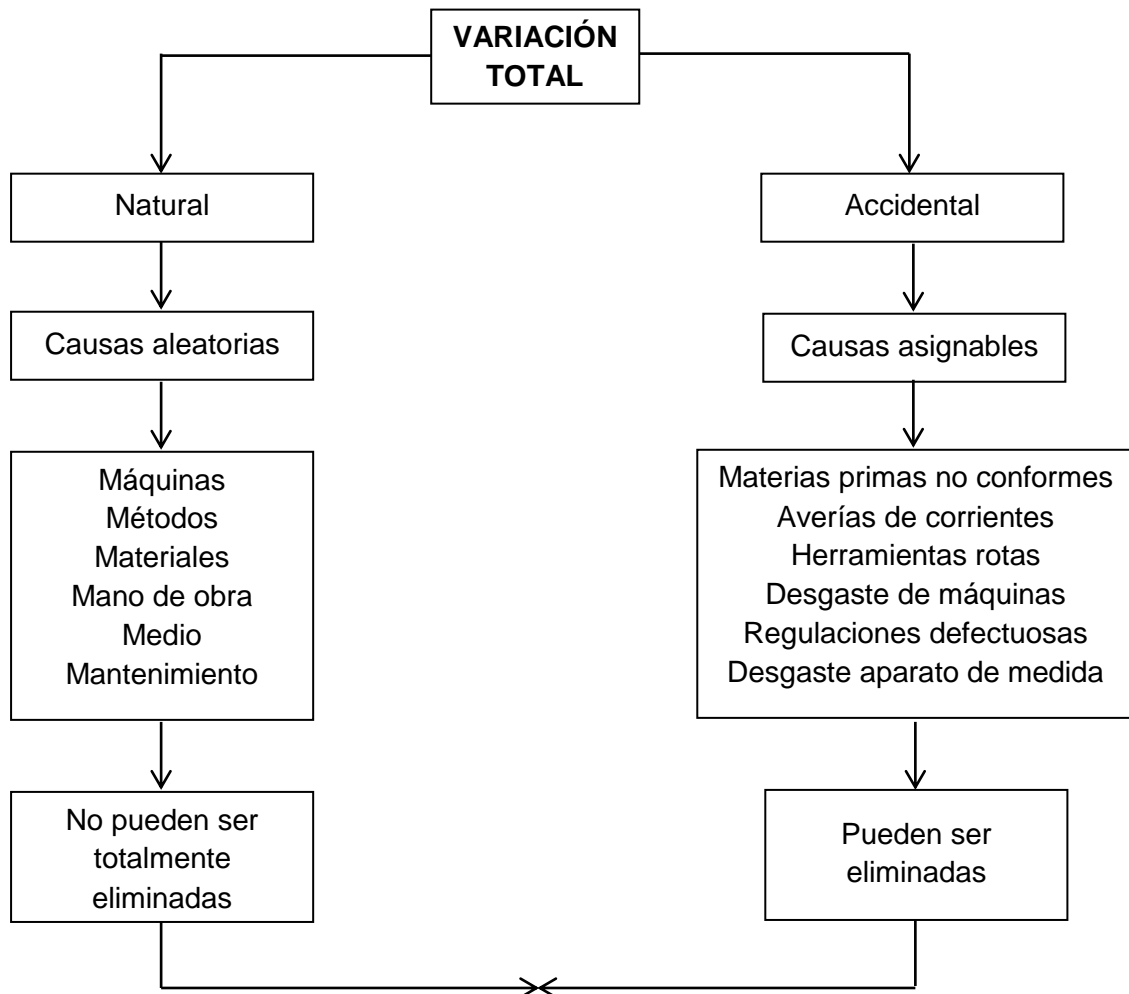 VARIACIÓN
TOTAL
Natural
Accidental
Causas aleatorias
Causas asignables
Máquinas
Métodos
Materiales
Mano de obra
Medio
Mantenimiento
Materias primas no conformes
Averías de corrientes
Herramientas rotas
Desgaste de máquinas
Regulaciones defectuosas
Desgaste aparato de medida
No pueden ser
totalmente
eliminadas
Pueden ser
eliminadas